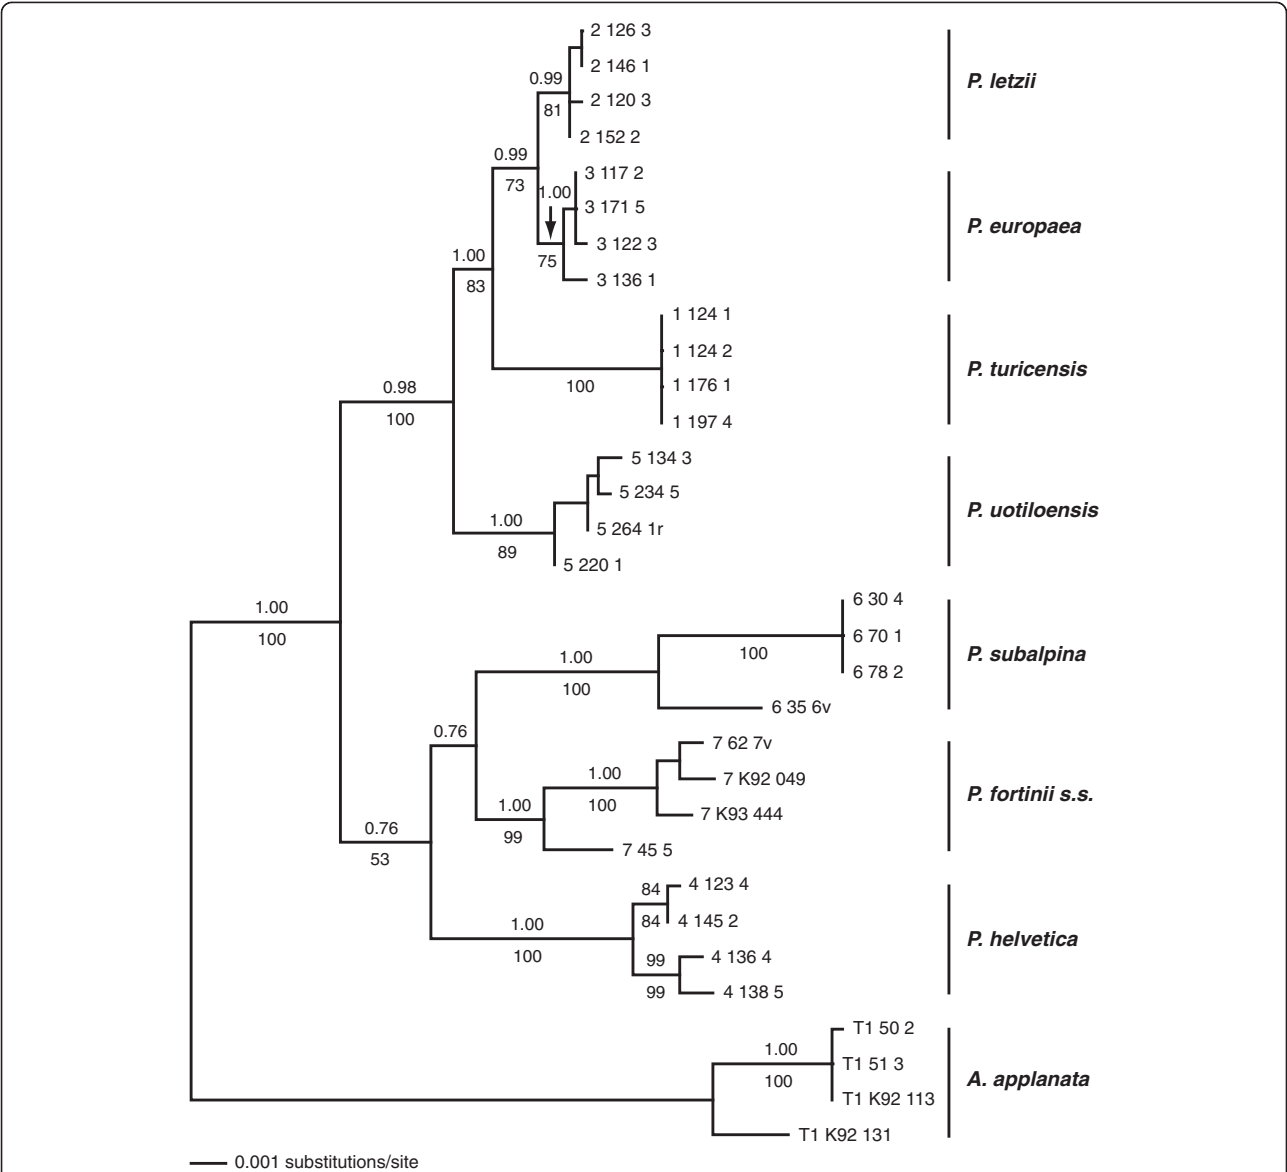 2 126 3
2 146 1
0.99
2 120 3
81
2 152 2
P. letzii
0.99
73
1.00
3 117 2
3 171 5
3 122 3
75
3 136 1
P. europaea
1.00
83
1 124 1
1 124 2
1 176 1
100
1 197 4
P. turicensis
0.98
100
5 134 3
5 234 5
1.00
5 264 1r
89
5 220 1
P. uotiloensis
1.00
100
6 30 4
6 70 1
100
1.00
6 78 2
100
6 35 6v
P. subalpina
0.76
7 62 7v
1.00
7 K92 049
100
1.00
7 K93 444
99
7 45 5
P. fortinii s.s.
0.76
53
84
4 123 4
84
4 145 2
1.00
100
99
4 136 4
99
4 138 5
P. helvetica
T1 50 2
1.00
T1 51 3
100
T1 K92 113
T1 K92 131
A. applanata
0.001 substitutions/site